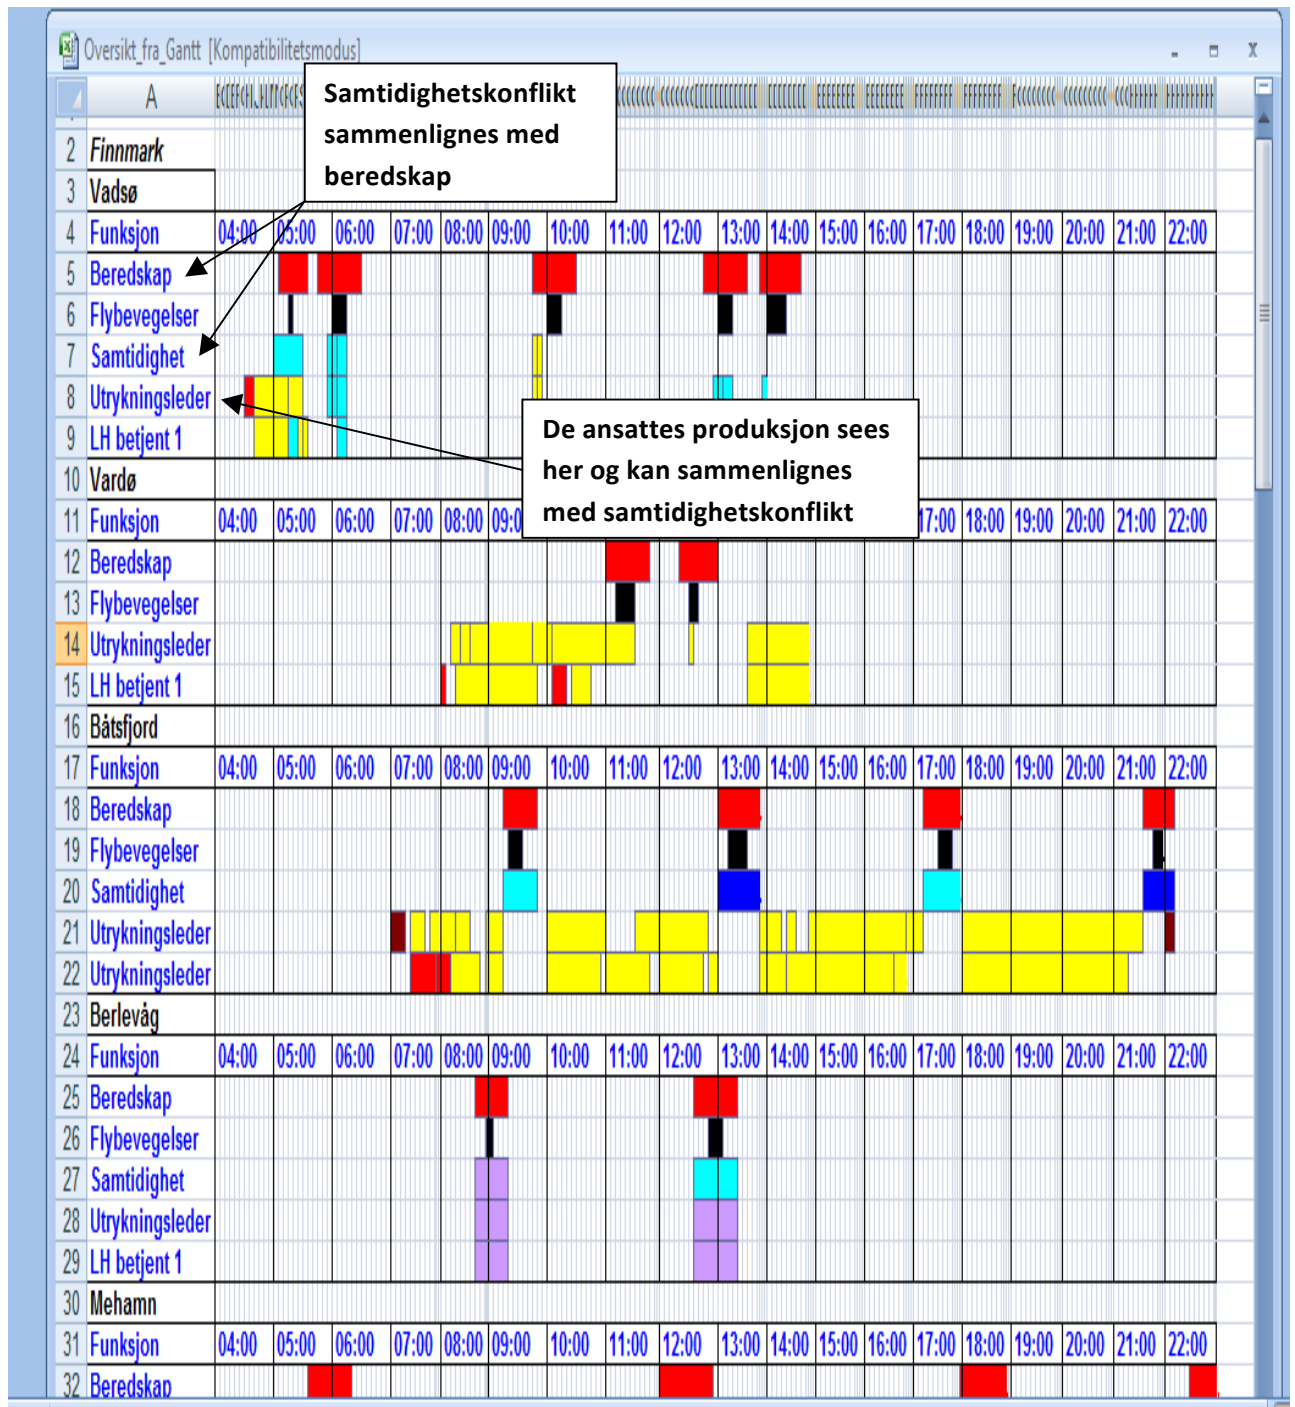 Oversikt_fra_Gantt [Kompatibilitetsmodus]
A
Samtidighetskonflikt
sammenlignes med
beredskap
2 Finnmark
3 Vadsø
4 Funksjon 04:00 05:00 06:00 07:00 08:00 09:00 10:00 11:00 12:00 13:00 14:00 15:00 16:00 17:00 18:00 19:00 20:00 21:00 22:00
5 Beredskap
6 Flybevegelser
7 Samtidighet
8 Utrykningsleder
9 LH betjent 1
De ansattes produksjon sees
her og kan sammenlignes
med samtidighetskonflikt
10 Vardø
11 Funksjon 04:00 05:00 06:00 07:00 08:00 09:0 17:00 18:00 19:00 20:00 21:00 22:00
12 Beredskap
13 Flybevegelser
14 Utrykningsleder
15 LH betjent 1
16 Båtsfjord
17 Funksjon 04:00 05:00 06:00 07:00 08:00 09:00 10:00 11:00 12:00 13:00 14:00 15:00 16:00 17:00 18:00 19:00 20:00 21:00 22:00
18 Beredskap
19 Flybevegelser
20 Samtidighet
21 Utrykningsleder
22 Utrykningsleder
23 Berlevåg
24 Funksjon 04:00 05:00 06:00 07:00 08:00 09:00 10:00 11:00 12:00 13:00 14:00 15:00 16:00 17:00 18:00 19:00 20:00 21:00 22:00
25 Beredskap
26 Flybevegelser
27 Samtidighet
28 Utrykningsleder
29 LH betjent 1
30 Mehamn
31 Funksjon 04:00 05:00 06:00 07:00 08:00 09:00 10:00 11:00 12:00 13:00 14:00 15:00 16:00 17:00 18:00 19:00 20:00 21:00 22:00
32 Beredskap